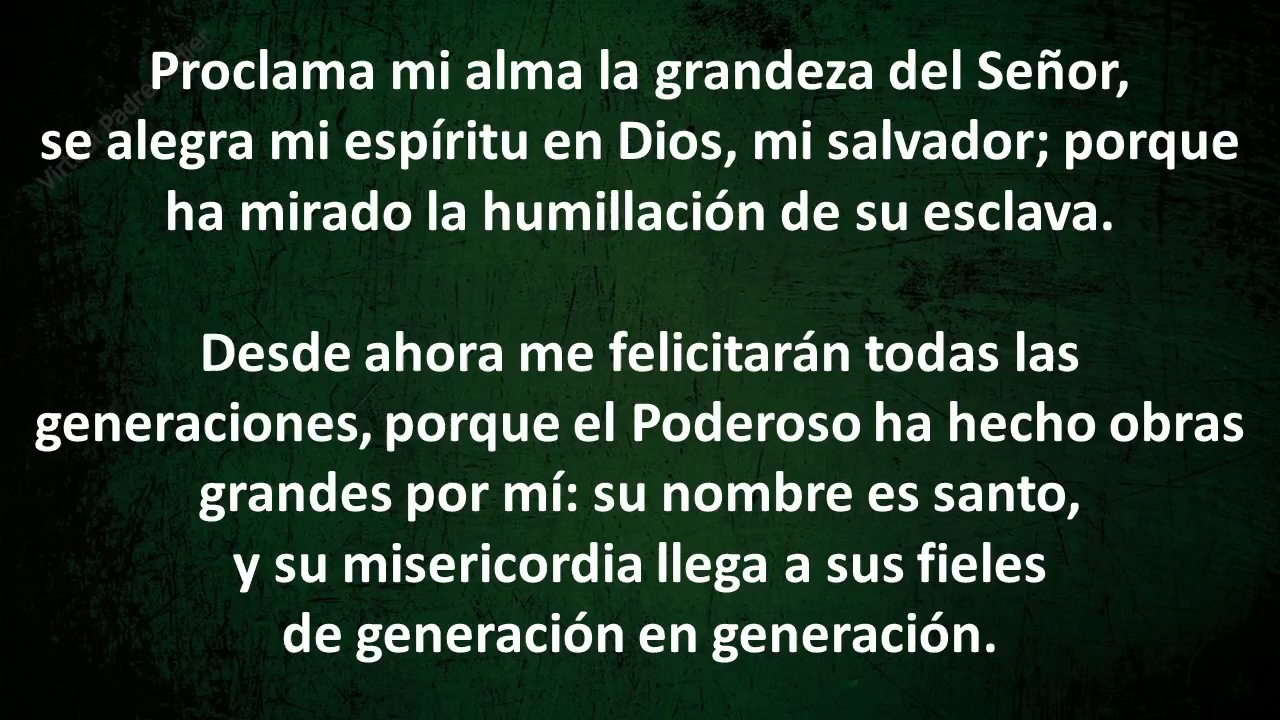 Proclama mi alma la grandeza del Señor,
se alegra mi espíritu en Dios, mi salvador; porque
ha mirado la humillación de su esclava.
Desde ahora me felicitarán todas las
generaciones, porque el Poderoso ha hecho obras
grandes por mí: su nombre es santo,
y su misericordia llega a sus fieles
de generación en generación.